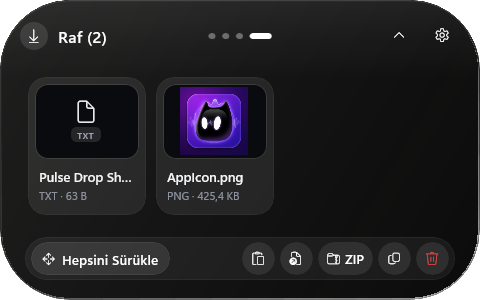 Raf (2)
TXT
Pulse Drop Sh...
TXT · 63 B
AppIcon.png
PNG · 425,4 KB
Hepsini Sürükle
ZIP